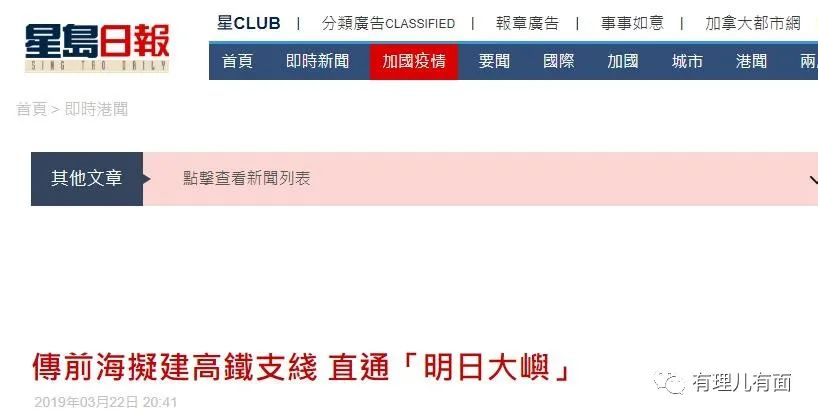 星島日報
SING TAO DAILY
星CLUB | 分類廣告CLASSIFIED | 報章廣告 | 事事如意 | 加拿大都市網
首頁 即時新聞 加國疫情 要聞 國際 加國 城市 港聞 兩
首頁 > 即時港聞
其他文章 點擊查看新聞列表
傳前海擬建高鐵支綫 直通「明日大嶼」
2019年03月22日 20:41
有理儿有面